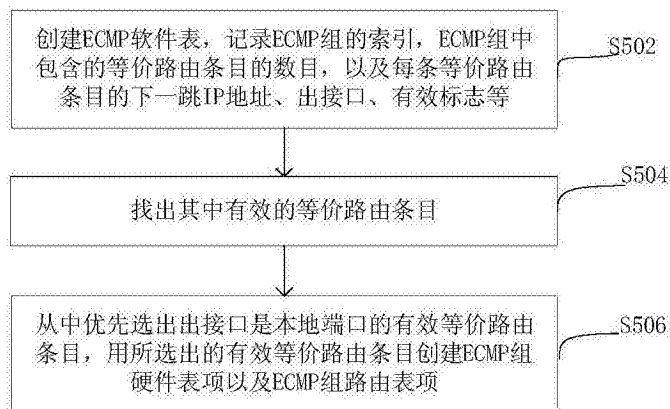 创建ECMP软件表，记录ECMP组的索引，ECMP组中
包含的等价路由条目的数目，以及每条等价路由
条目的下一跳IP地址、出接口、有效标志等
S502
找出其中有效的等价路由条目
S504
从中优先选出出接口是本地端口的有效等价路由
条目，用所选出的有效等价路由条目创建ECMP组
硬件表项以及ECMP组路由表项
S506